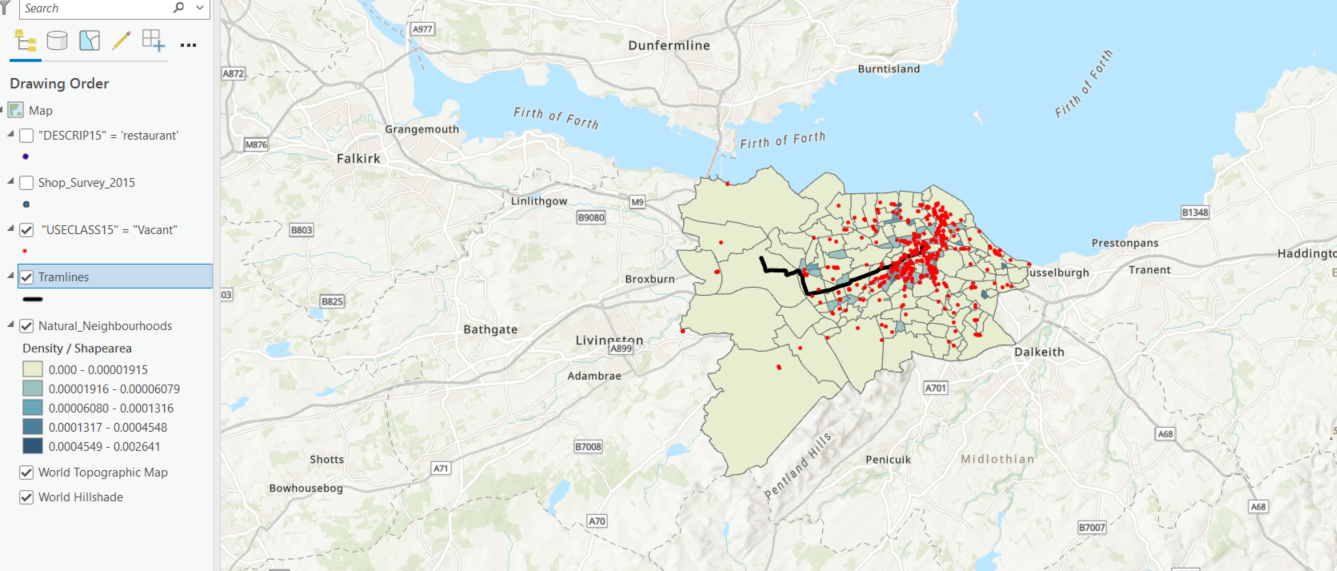 Search
Drawing Order
Map
"DESCRIP15" = 'restaurant'
Shop_Survey_2015
"USECLASS15" = "Vacant"
Tramlines
Natural_Neighbourhoods
Density / Shapearea
0.000 - 0.00001915
0.00001916 - 0.00006079
0.00006080 - 0.0001316
0.0001317 - 0.0004548
0.0004549 - 0.002641
World Topographic Map
World Hillshade
A977
Dunfermline
A872
Burntisland
Firth of Forth
Firth of Forth
Grangemouth
Firth of Forth
M876
Falkirk
Linlithgow
M9
B9080
B1348
B803
Prestonpans
Haddington
Broxburn
usselburgh
Tranent
03
B825
Bathgate
Livingston
A899
Dalkeith
Adambrae
A701
A68
B7008
Pentland Hills
Shotts
A71
Penicuik
Midlothian
Bowhousebog
A68
A70
B7007